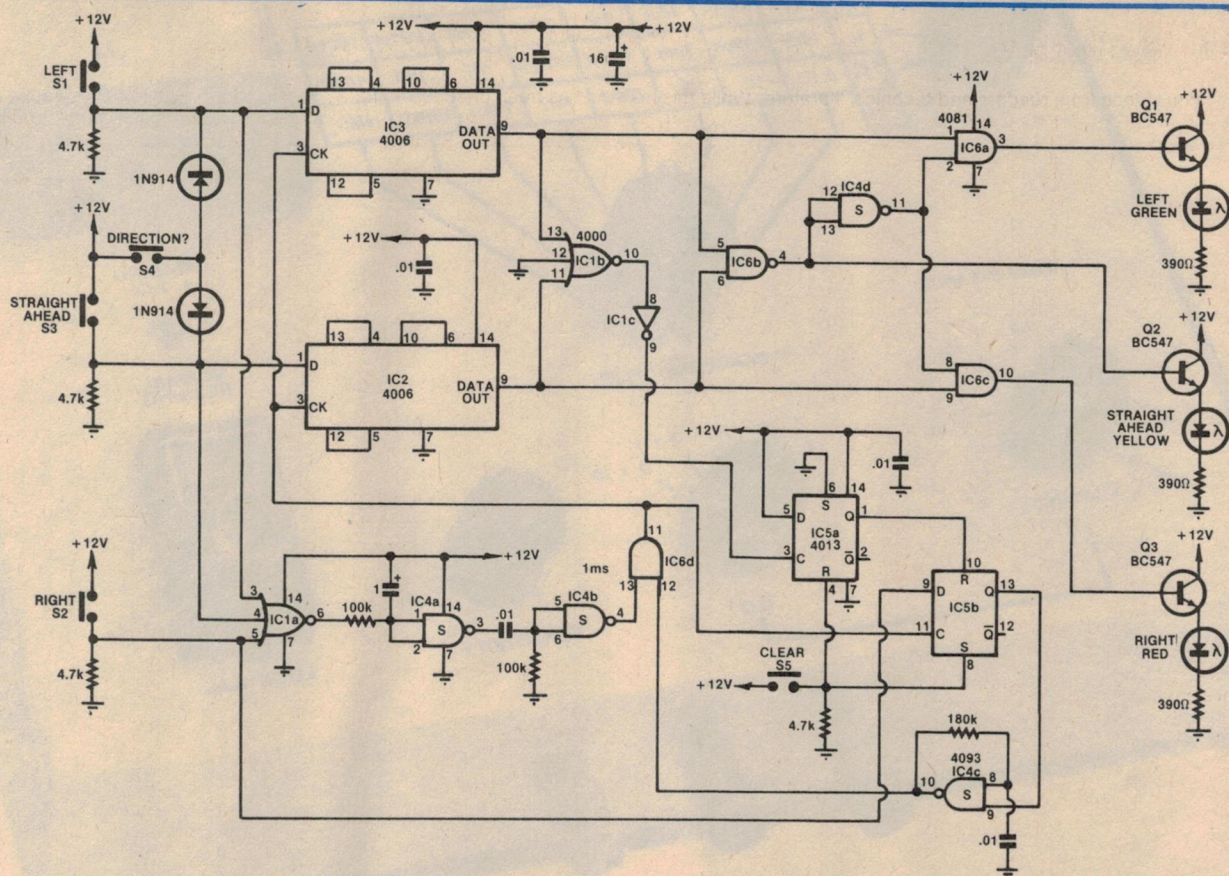 +12V
LEFT
S1
4.7k
1N914
+12V
DIRECTION?
S4
STRAIGHT
AHEAD
S3
1N914
4.7k
+12V
RIGHT
S2
4.7k
+12V
+12V
.01
16
+
13
4
10
6
14
1
D
IC3
4006
DATA
OUT
9
3
CK
12
5
7
+12V
.01
13
4
10
6
14
1
D
IC2
4006
DATA
OUT
9
3
CK
12
5
7
4000
13
12
11
IC1b
10
8
IC1c
9
5
6
IC6b
4
IC4d
12
13
S
11
+12V
4081
14
1
2
IC6a
3
7
8
9
IC6c
10
Q1
BC547
+12V
LEFT
GREEN
λ
390Ω
+12V
Q2
BC547
STRAIGHT
AHEAD
YELLOW
λ
390Ω
+12V
Q3
BC547
RIGHT
RED
λ
390Ω
+12V
.01
6
14
S
5
D
Q
1
IC5a
4013
3
C
Q
2
R
4
7
10
9
D
R
Q
13
IC5b
11
C
Q
12
S
8
CLEAR
S5
+12V
4.7k
180k
4093
IC4c
10
S
8
9
.01
+12V
3
4
5
14
IC1a
6
7
100k
1
+
IC4a
14
1
2
S
3
7
.01
100k
IC4b
5
6
S
4
1ms
11
IC6d
13
12